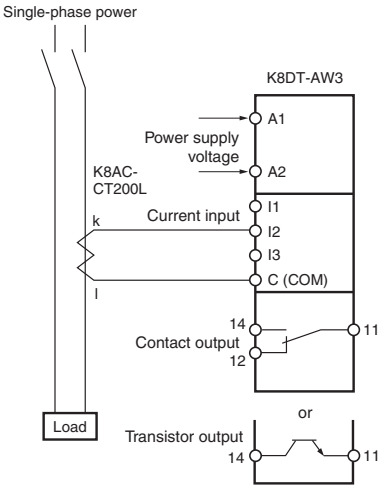 Single-phase power
K8DT-AW3
A1
Power supply
voltage
A2
K8AC-
CT200L
I1
k
Current input
I2
I3
C (COM)
l
14
11
Contact output
12
or
Load
Transistor output
14
11